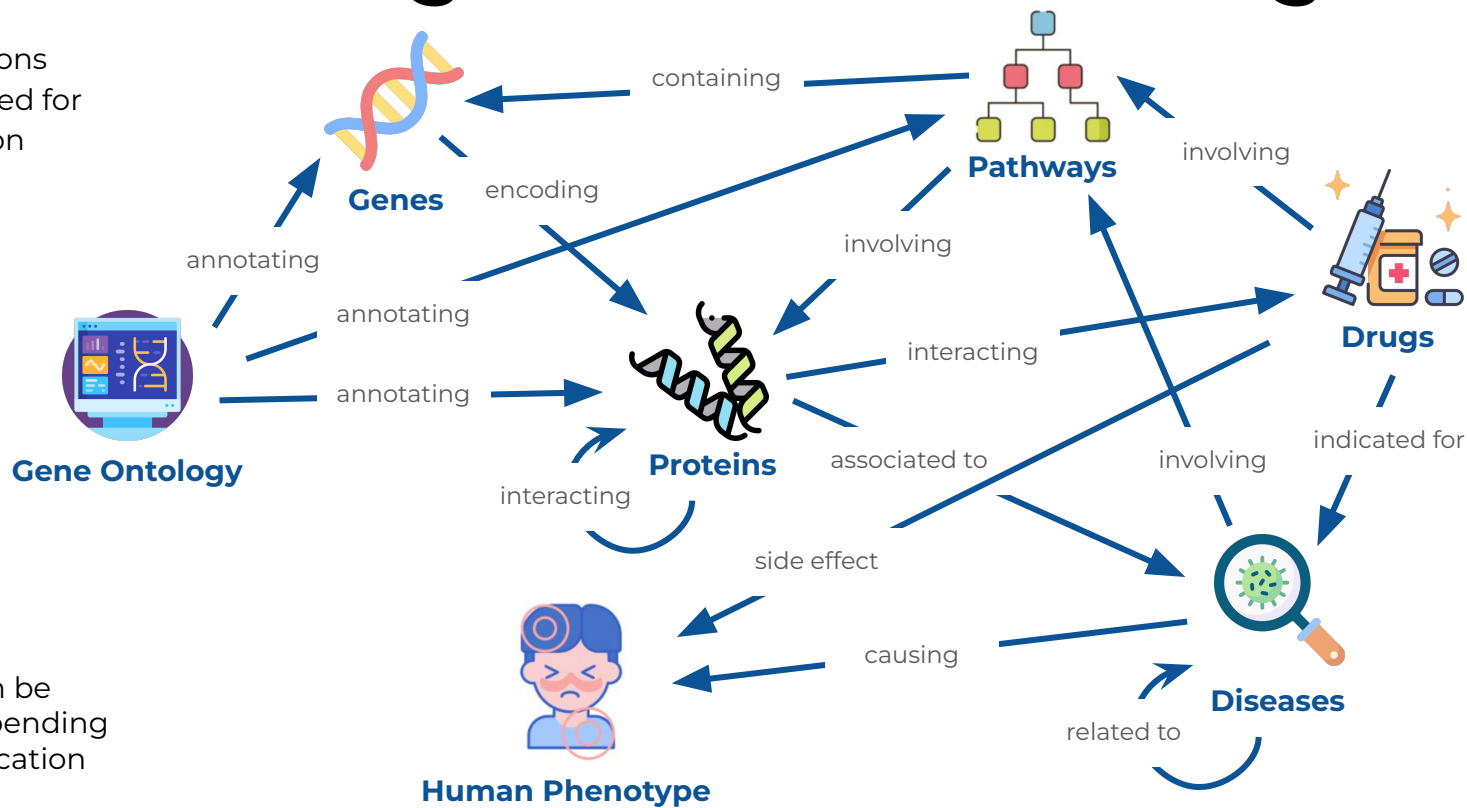 containing
ons
ed for
on
involving
Pathways
encoding
Genes
involving
annotating
annotating
Drugs
interacting
annotating
indicated for
associated to
involving
Proteins
Gene Ontology
interacting
side effect
causing
n be
pending
cation
Diseases
related to
Human Phenotype